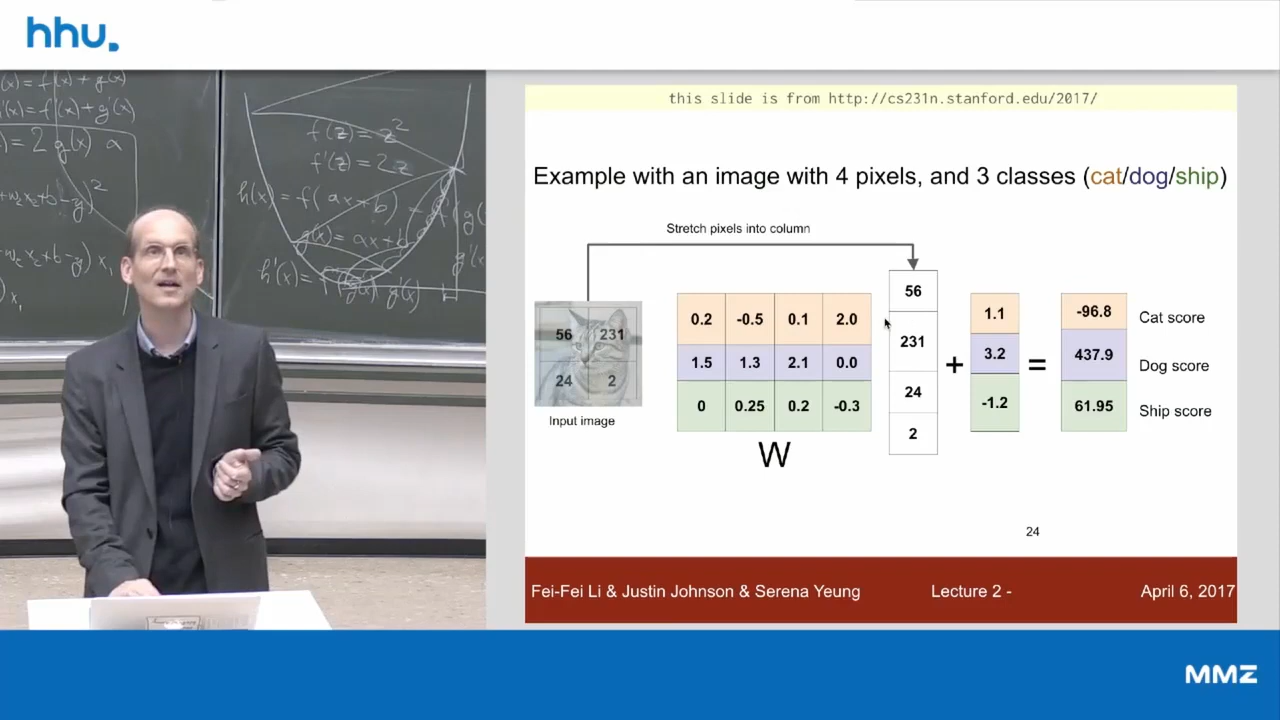 hhu.
f(x) + g(x)
'(x) = f'(x) + g'(x)
2 g(x) a
f(z) = z²
f'(z) = 2z
h(x) = f(ax+b)
g(x) = ax+b
h'(x) =
g'(x)
this slide is from http://cs231n.stanford.edu/2017/
Example with an image with 4 pixels, and 3 classes (cat/dog/ship)
Stretch pixels into column
56 231
24 2
Input image
0.2 -0.5 0.1 2.0
1.5 1.3 2.1 0.0
0 0.25 0.2 -0.3
W
56
231
24
2
+
1.1
3.2
-1.2
=
-96.8 Cat score
437.9 Dog score
61.95 Ship score
24
Fei-Fei Li & Justin Johnson & Serena Yeung Lecture 2 - April 6, 2017
MMZ